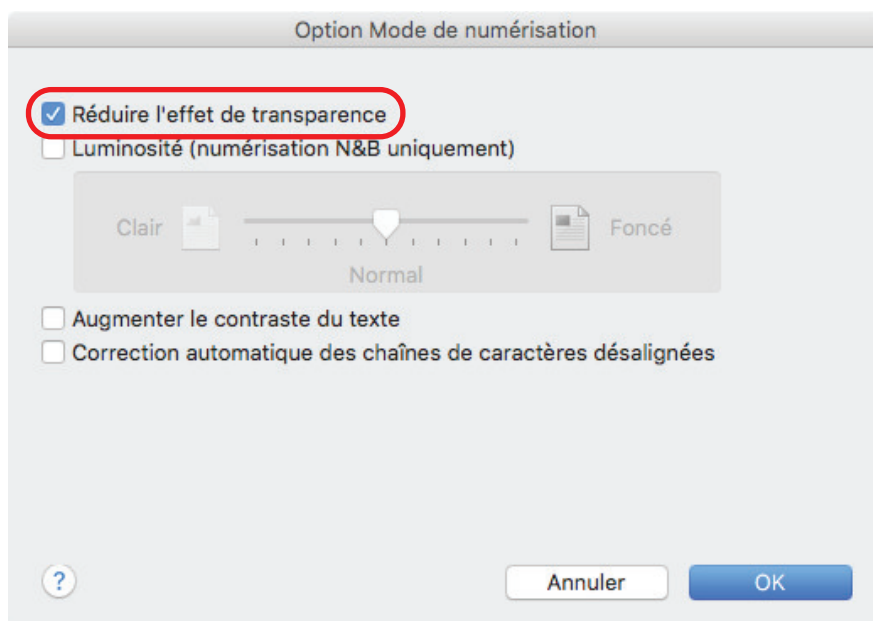 Option Mode de numérisation
Réduire l'effet de transparence
Luminosité (numérisation N&B uniquement)
Clair Foncé
Normal
Augmenter le contraste du texte
Correction automatique des chaînes de caractères désalignées
? Annuler OK